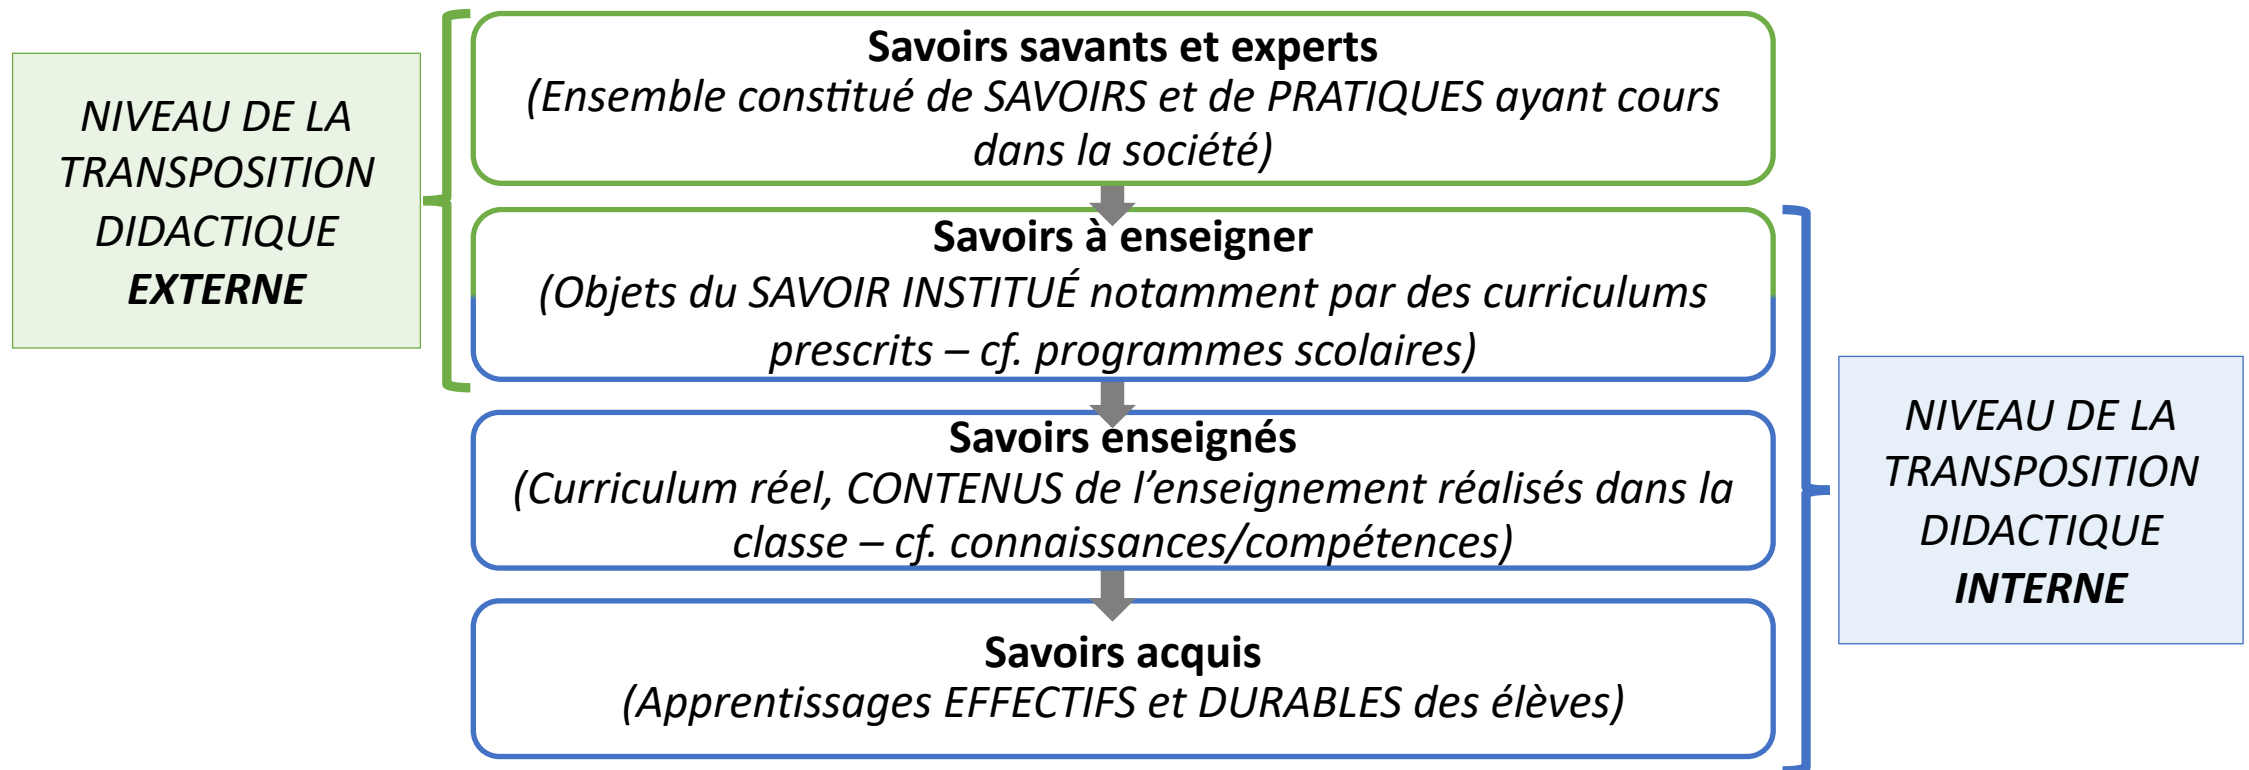 NIVEAU DE LA
TRANSPOSITION
DIDACTIQUE
EXTERNE
Savoirs savants et experts
(Ensemble constitué de SAVOIRS et de PRATIQUES ayant cours
dans la société)
Savoirs à enseigner
(Objets du SAVOIR INSTITUÉ notamment par des curriculums
prescrits – cf. programmes scolaires)
Savoirs enseignés
(Curriculum réel, CONTENUS de l’enseignement réalisés dans la
classe – cf. connaissances/compétences)
Savoirs acquis
(Apprentissages EFFECTIFS et DURABLES des élèves)
NIVEAU DE LA
TRANSPOSITION
DIDACTIQUE
INTERNE